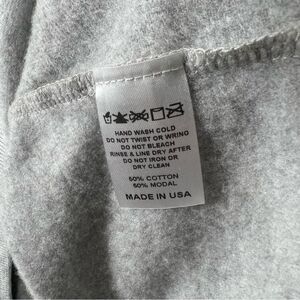 HAND WASH COLD
DO NOT TWIST OR WRING
DO NOT BLEACH
RINSE & LINE DRY AFTER
DO NOT IRON OR
DRY CLEAN
50% COTTON
50% MODAL
MADE IN USA